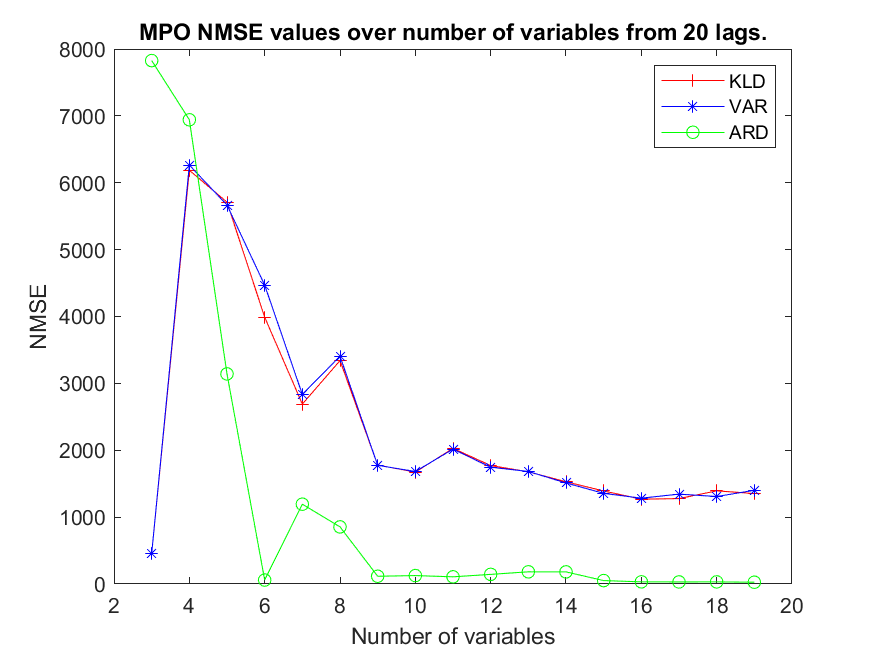 MPO NMSE values over number of variables from 20 lags.
8000
7000
6000
5000
4000
3000
2000
1000
0
NMSE
KLD
VAR
ARD
2 4 6 8 10 12 14 16 18 20
Number of variables